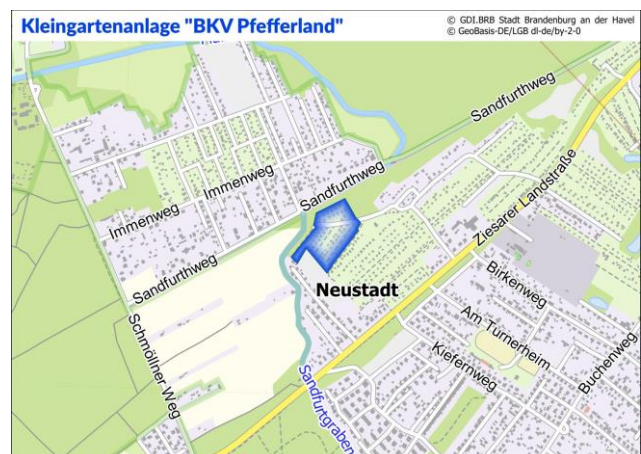 Kleingartenanlage "BKV Pfefferland"
© GDI.BRB Stadt Brandenburg an der Havel
© GeoBasis-DE/LGB dl-de/by-2-0
Sandfurthweg
Immenweg
Immenweg
Sandfurthweg
Ziesarer Landstraße
Sandfurthweg
Neustadt
Birkenweg
Schmöllner Weg
Am Turnerheim
Kiefernweg
Buchenweg
Sandfurtgraben